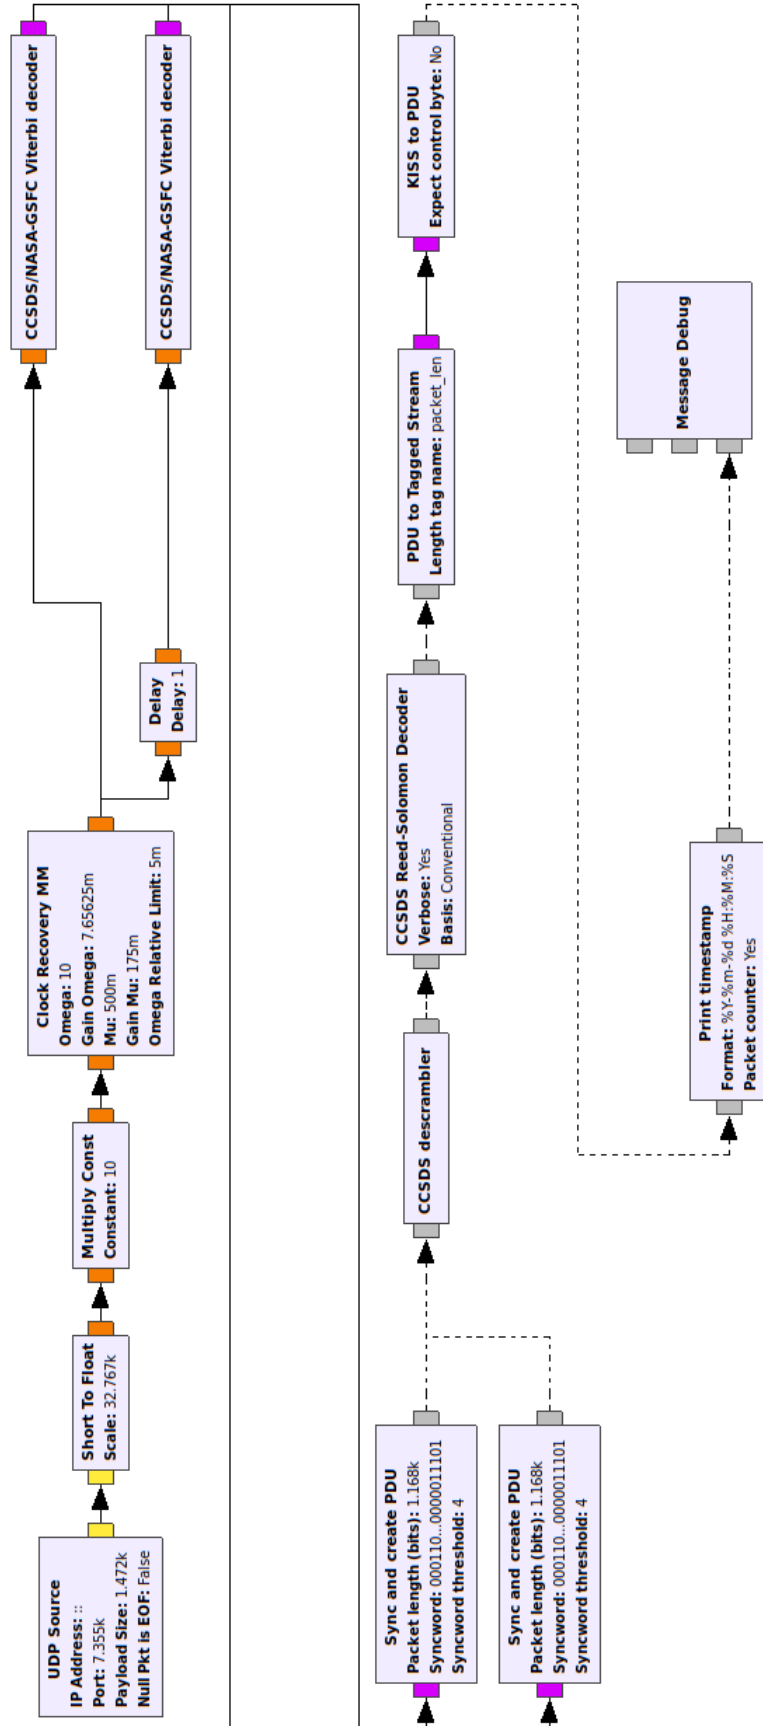 UDP Source
IP Address: ::
Port: 7.355k
Payload Size: 1.472k
Null Pkt is EOF: False
Short To Float
Scale: 32.767k
Multiply Const
Constant: 10
Clock Recovery MM
Omega: 10
Gain Omega: 7.65625m
Mu: 500m
Gain Mu: 175m
Omega Relative Limit: 5m
Delay
Delay: 1
CCSDS/NASA-GSFC Viterbi decoder
CCSDS/NASA-GSFC Viterbi decoder
Sync and create PDU
Packet length (bits): 1.168k
Syncword: 000110...0000011101
Syncword threshold: 4
Sync and create PDU
Packet length (bits): 1.168k
Syncword: 000110...0000011101
Syncword threshold: 4
CCSDS descrambler
CCSDS Reed-Solomon Decoder
Verbose: Yes
Basis: Conventional
PDU to Tagged Stream
Length tag name: packet_len
KISS to PDU
Expect control byte: No
Print timestamp
Format: %Y-%m-%d %H:%M:%S
Packet counter: Yes
Message Debug